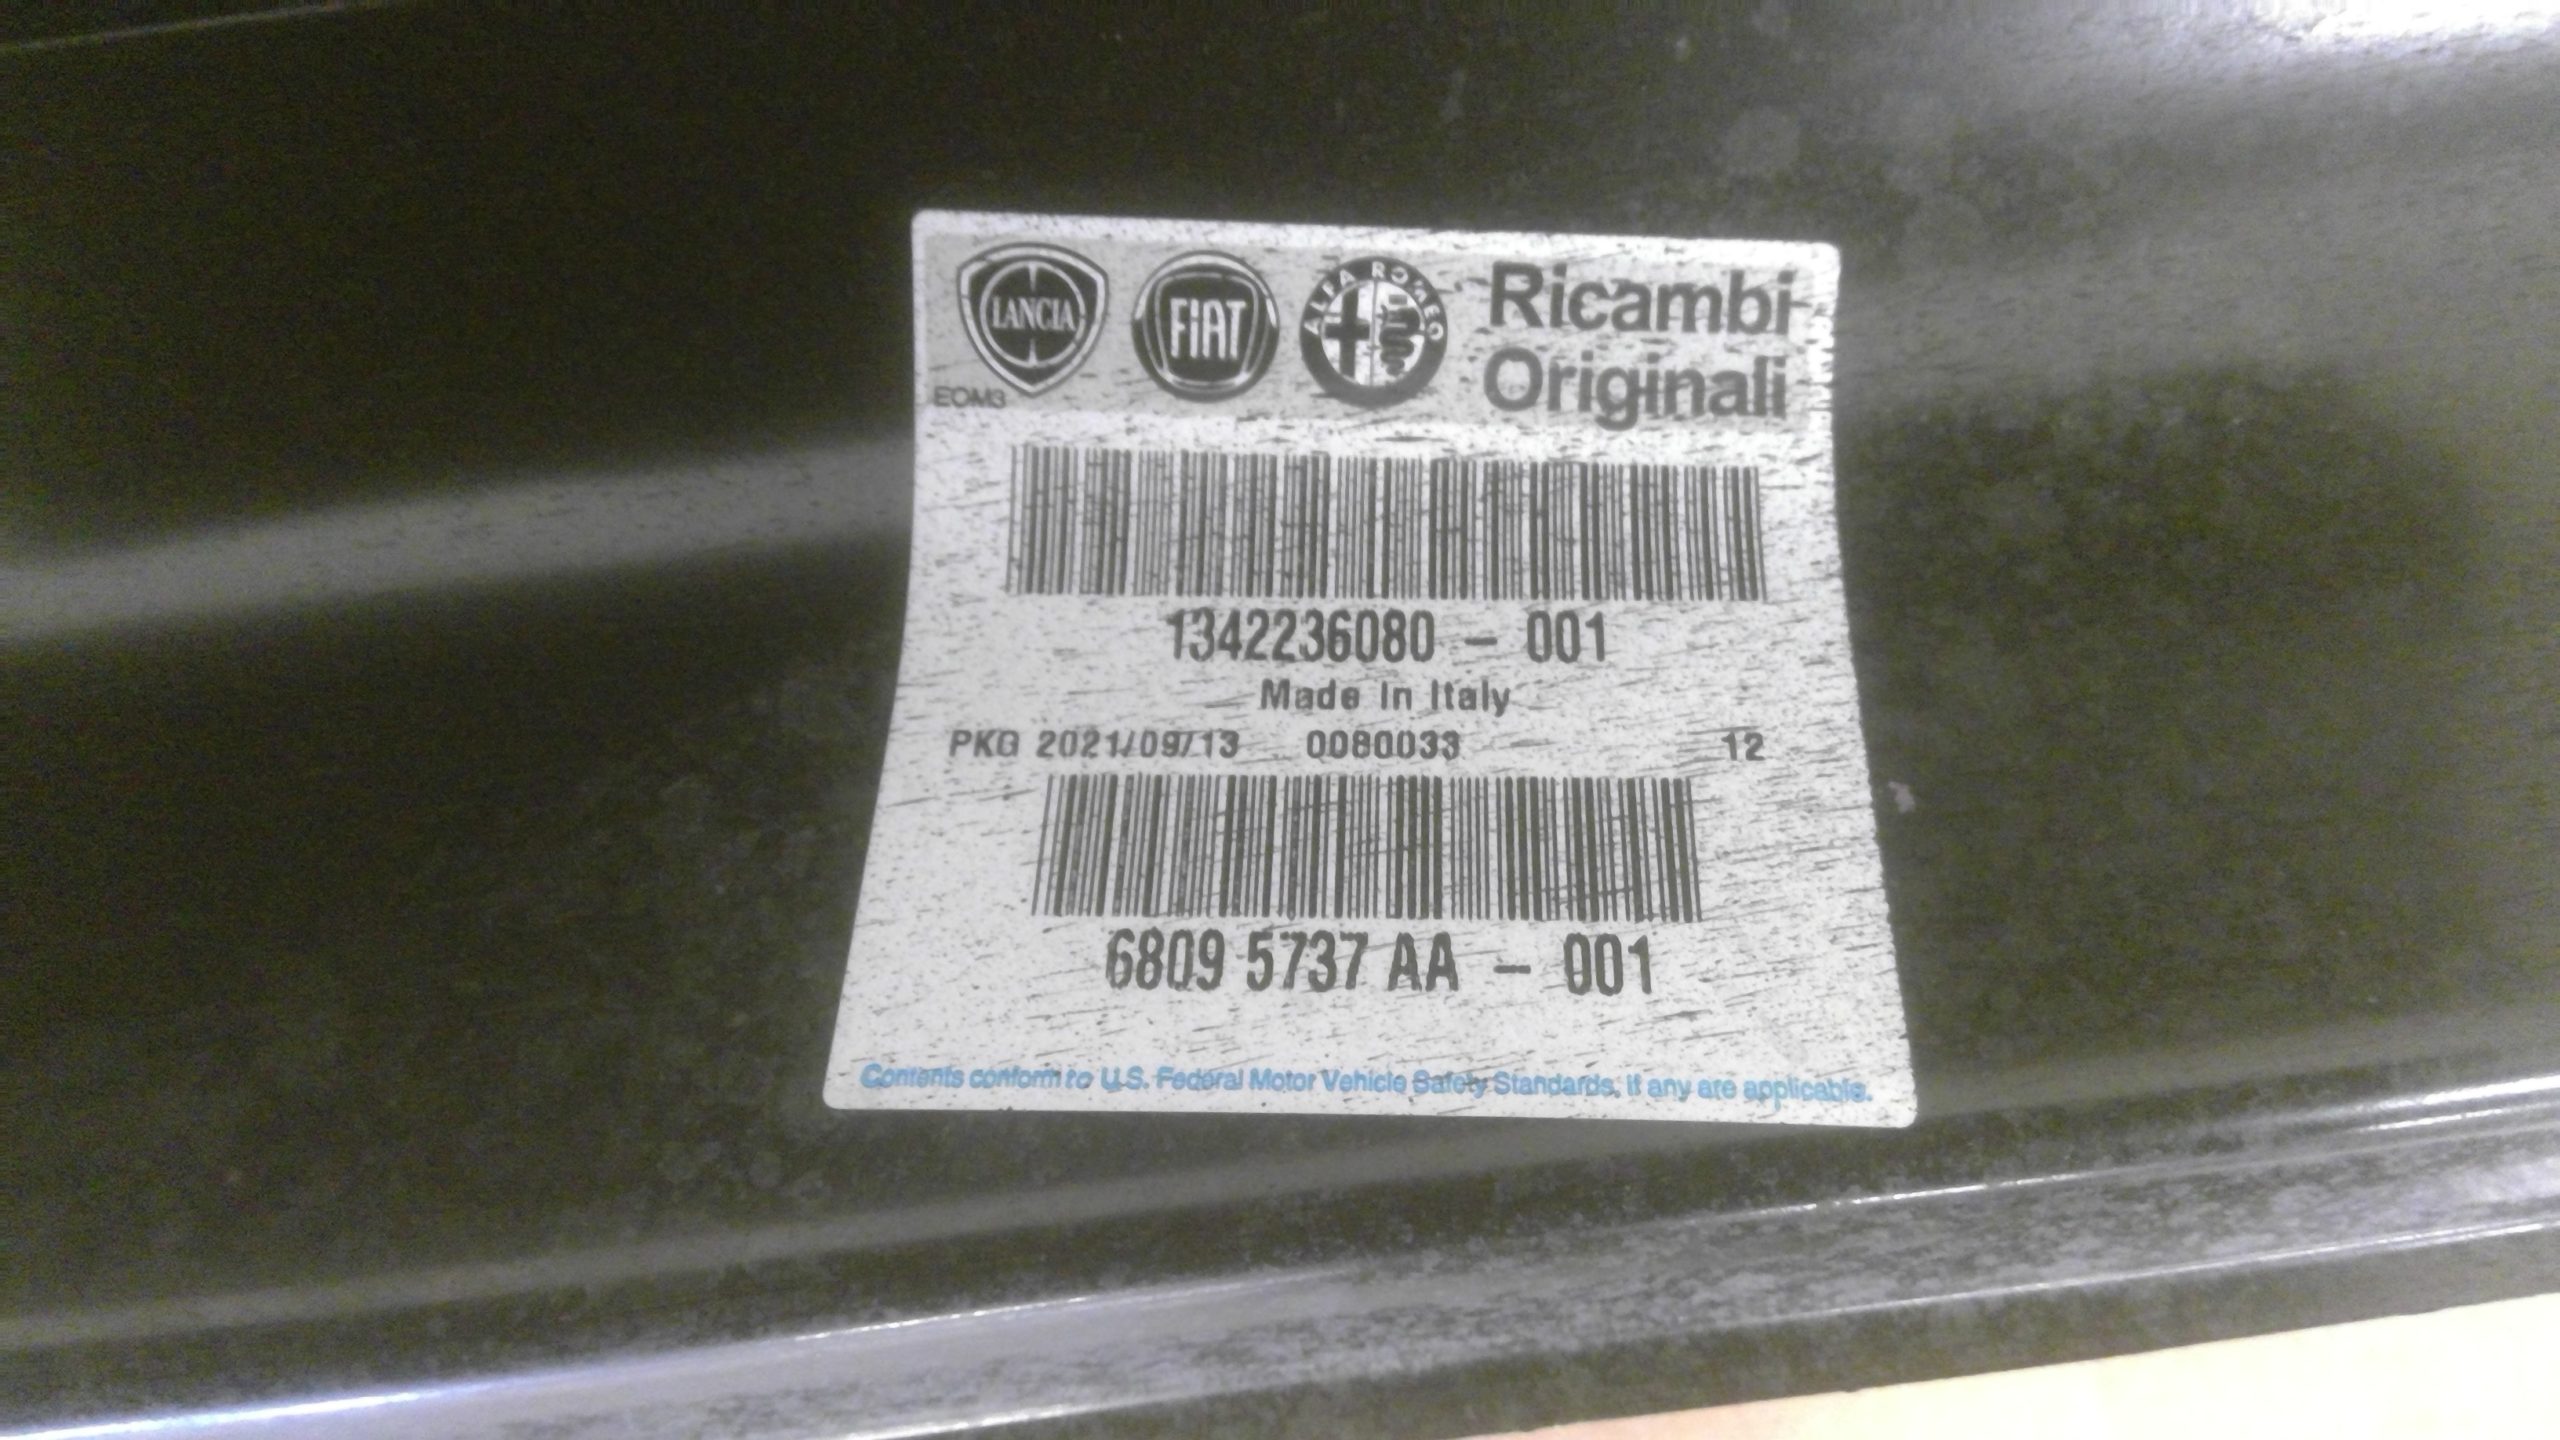 LANCIA FIAT ALFA ROMEO Ricambi
Originali
EOM3
1342236080 - 001
Made In Italy
PKG 2021/09/13 0080033 12
6809 5737 AA - 001
Contents conform to U.S. Federal Motor Vehicle Safety Standards, if any are applicable.